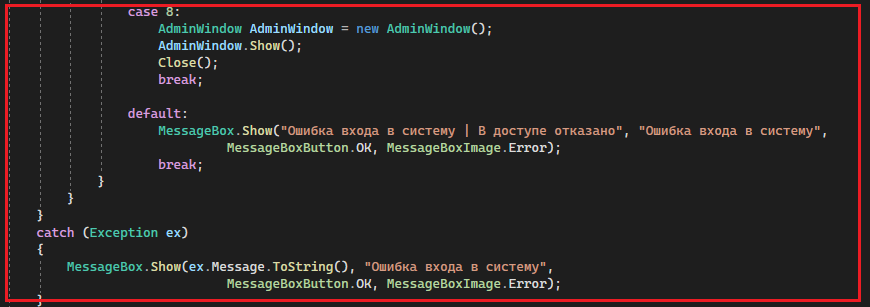 case 8:
AdminWindow AdminWindow = new AdminWindow();
AdminWindow.Show();
Close();
break;
default:
MessageBox.Show("Ошибка входа в систему | В доступе отказано", "Ошибка входа в систему",
MessageBoxButton.OK, MessageBoxImage.Error);
break;
}
}
}
catch (Exception ex)
{
MessageBox.Show(ex.Message.ToString(), "Ошибка входа в систему",
MessageBoxButton.OK, MessageBoxImage.Error);
}